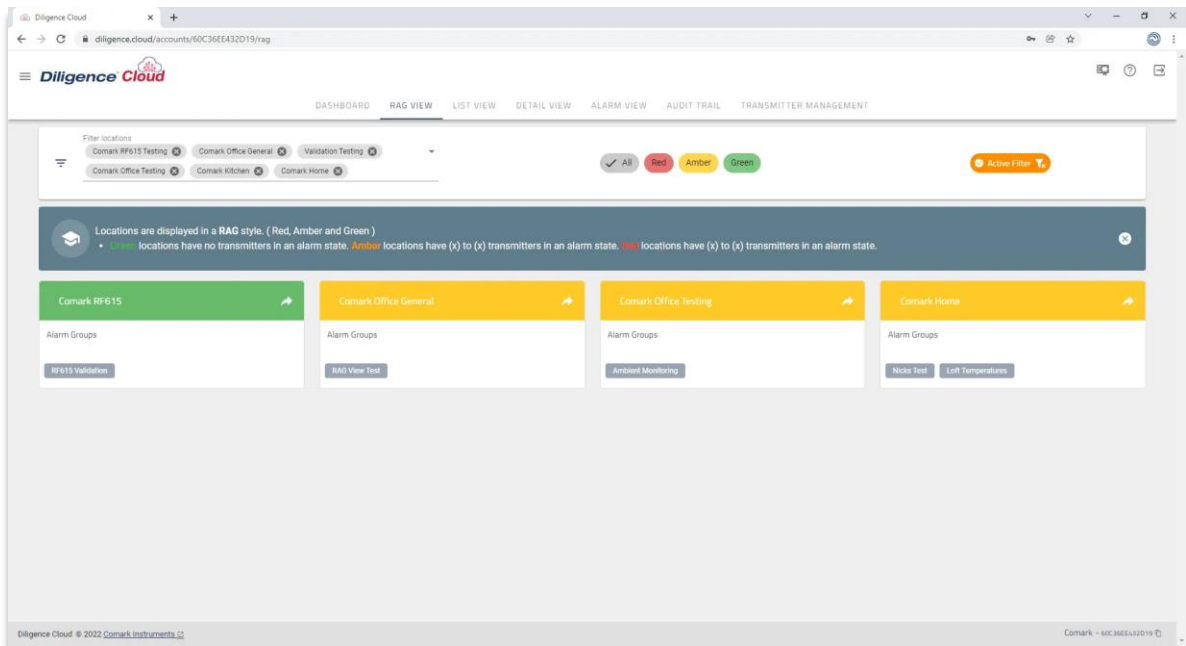 Diligence Cloud
diligence.cloud/accounts/60C36EE432D19/rag
Diligence Cloud
DASHBOARD RAG VIEW LIST VIEW DETAIL VIEW ALARM VIEW AUDIT TRAIL TRANSMITTER MANAGEMENT
Filter locations
Comark RF615 Testing Comark Office General Validation Testing
Comark Office Testing Comark Kitchen Comark Home
All Red Amber Green
Active Filter
Locations are displayed in a RAG style. ( Red, Amber and Green )
• Green locations have no transmitters in an alarm state. Amber locations have (x) to (x) transmitters in an alarm state. Red locations have (x) to (x) transmitters in an alarm state.
Comark RF615 Comark Office General Comark Office Testing Comark Home
Alarm Groups Alarm Groups Alarm Groups Alarm Groups
RF615 Validation RAG View Test Ambient Monitoring Nicks Test Loft Temperatures
Diligence Cloud © 2022 Comark Instruments
Comark - 60C36EE432D19